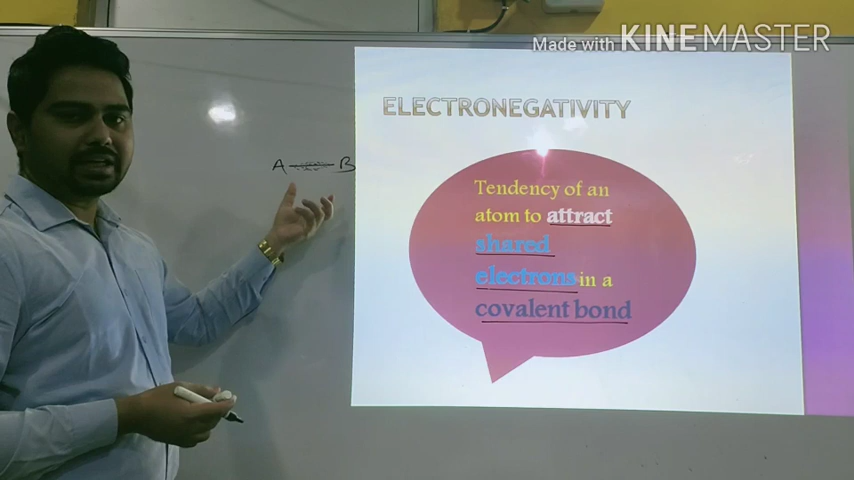 Made with KINEMASTER
ELECTRONEGATIVITY
A B
Tendency of an
atom to attract
shared
electrons in a
covalent bond